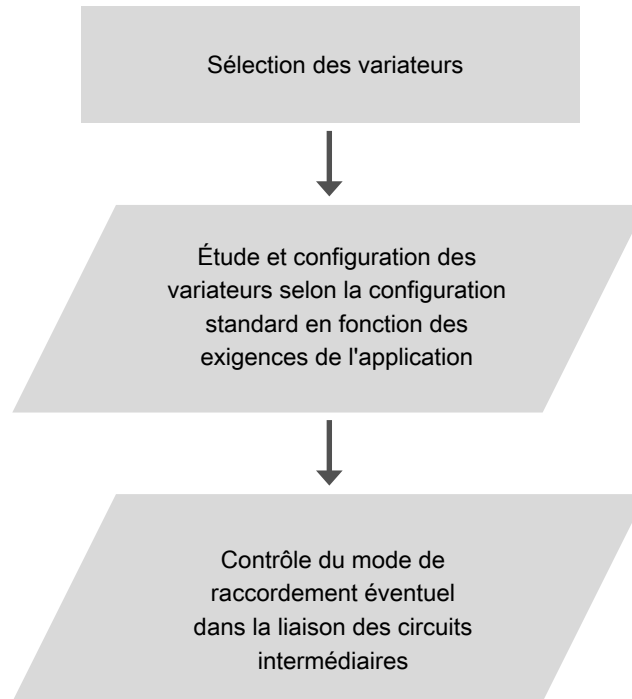 Sélection des variateurs
Étude et configuration des
variateurs selon la configuration
standard en fonction des
exigences de l'application
Contrôle du mode de
raccordement éventuel
dans la liaison des circuits
intermédiaires